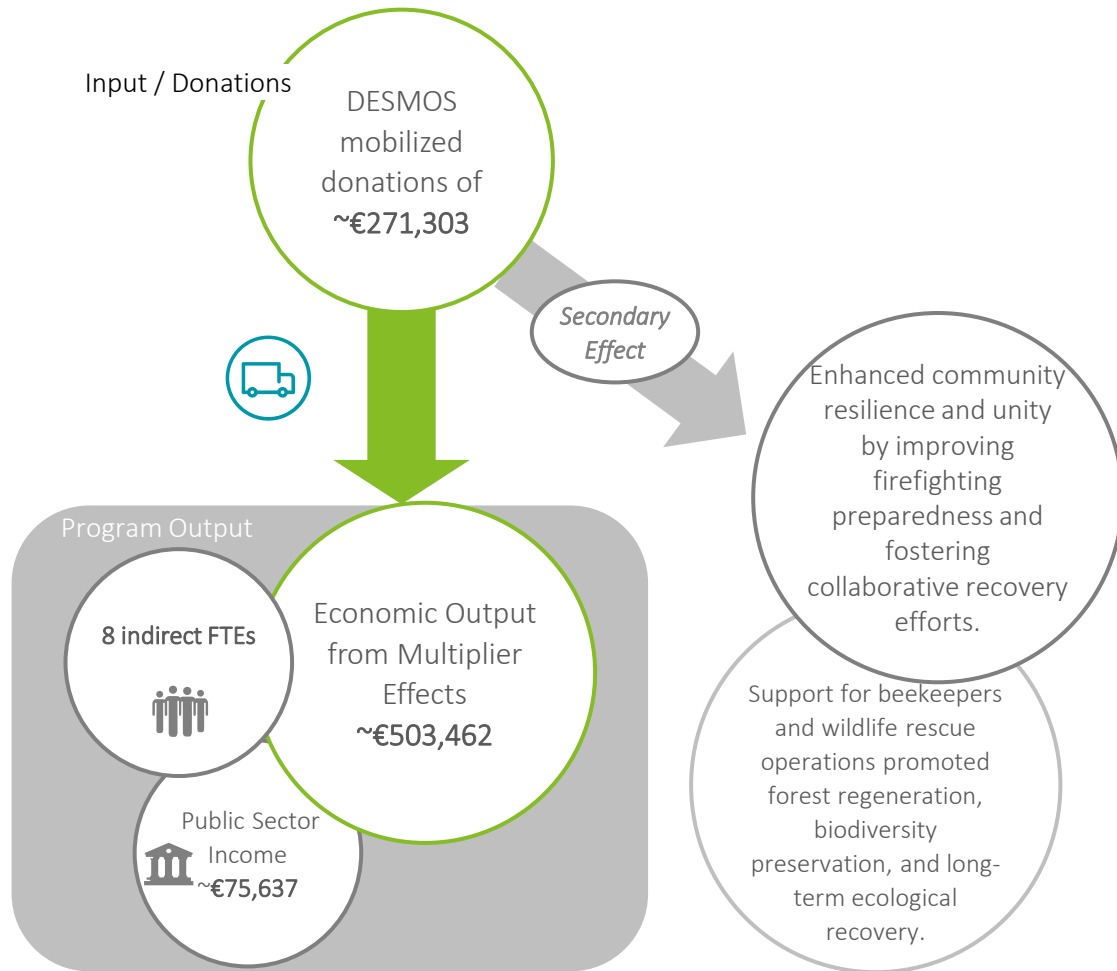 Input / Donations
DESMOS
mobilized
donations of
~€271,303
Secondary
Effect
Enhanced community
resilience and unity
by improving
firefighting
preparedness and
fostering
collaborative recovery
efforts.
Program Output
8 indirect FTEs
Economic Output
from Multiplier
Effects
~€503,462
Public Sector
Income
~€75,637
Support for beekeepers
and wildlife rescue
operations promoted
forest regeneration,
biodiversity
preservation, and long-
term ecological
recovery.